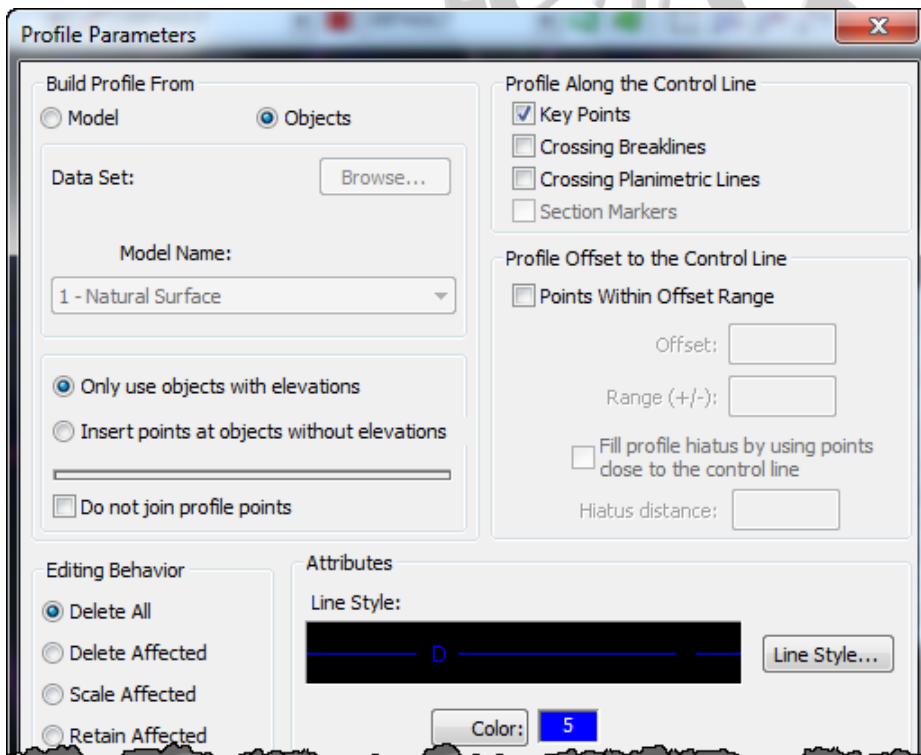 Profile Parameters
Build Profile From
Model
Objects
Data Set:
Browse...
Model Name:
1 - Natural Surface
Only use objects with elevations
Insert points at objects without elevations
Do not join profile points
Profile Along the Control Line
Key Points
Crossing Breaklines
Crossing Planimetric Lines
Section Markers
Profile Offset to the Control Line
Points Within Offset Range
Offset:
Range (+/-):
Fill profile hiatus by using points
close to the control line
Hiatus distance:
Editing Behavior
Delete All
Delete Affected
Scale Affected
Retain Affected
Attributes
Line Style:
D
Line Style...
Color:
5